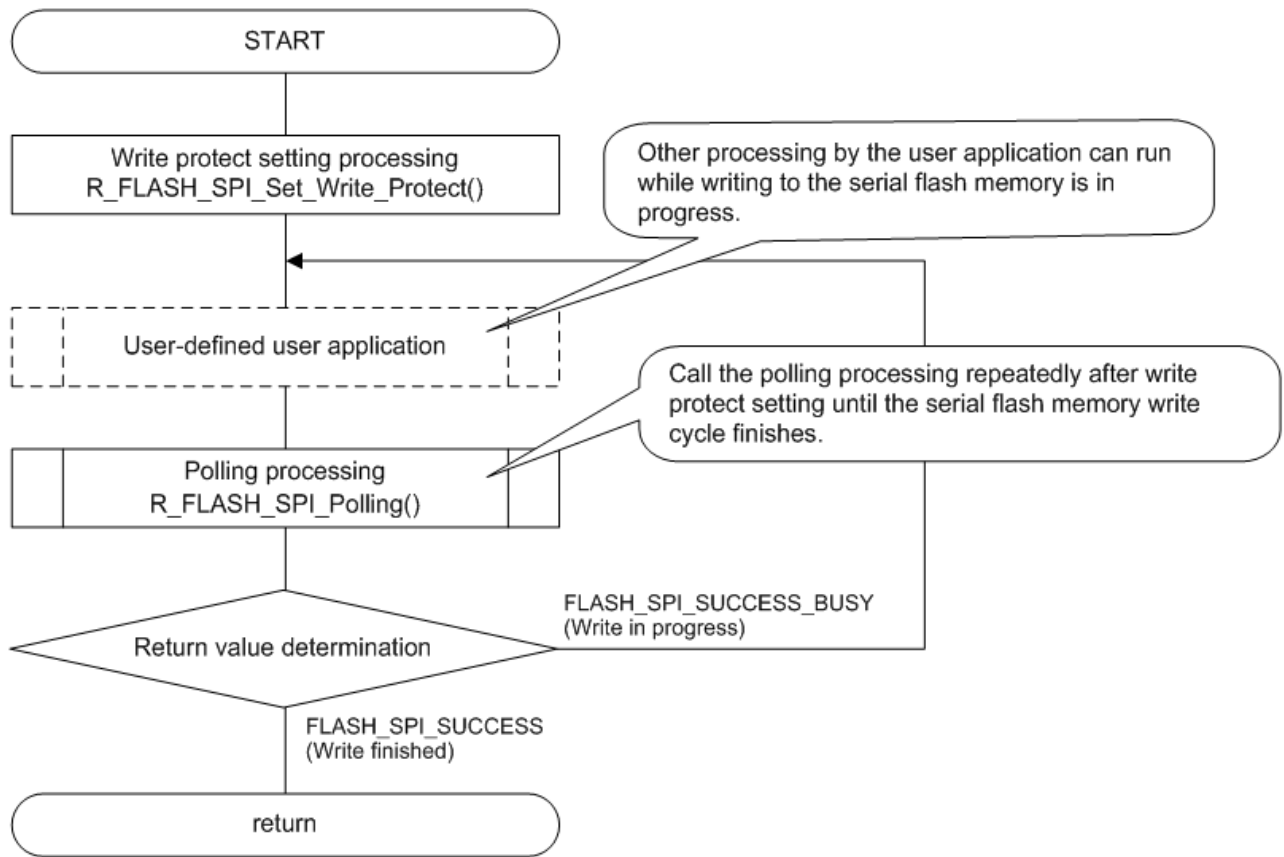 START
Write protect setting processing
R_FLASH_SPI_Set_Write_Protect()
Other processing by the user application can run
while writing to the serial flash memory is in
progress.
User-defined user application
Call the polling processing repeatedly after write
protect setting until the serial flash memory write
cycle finishes.
Polling processing
R_FLASH_SPI_Polling()
Return value determination
FLASH_SPI_SUCCESS_BUSY
(Write in progress)
FLASH_SPI_SUCCESS
(Write finished)
return